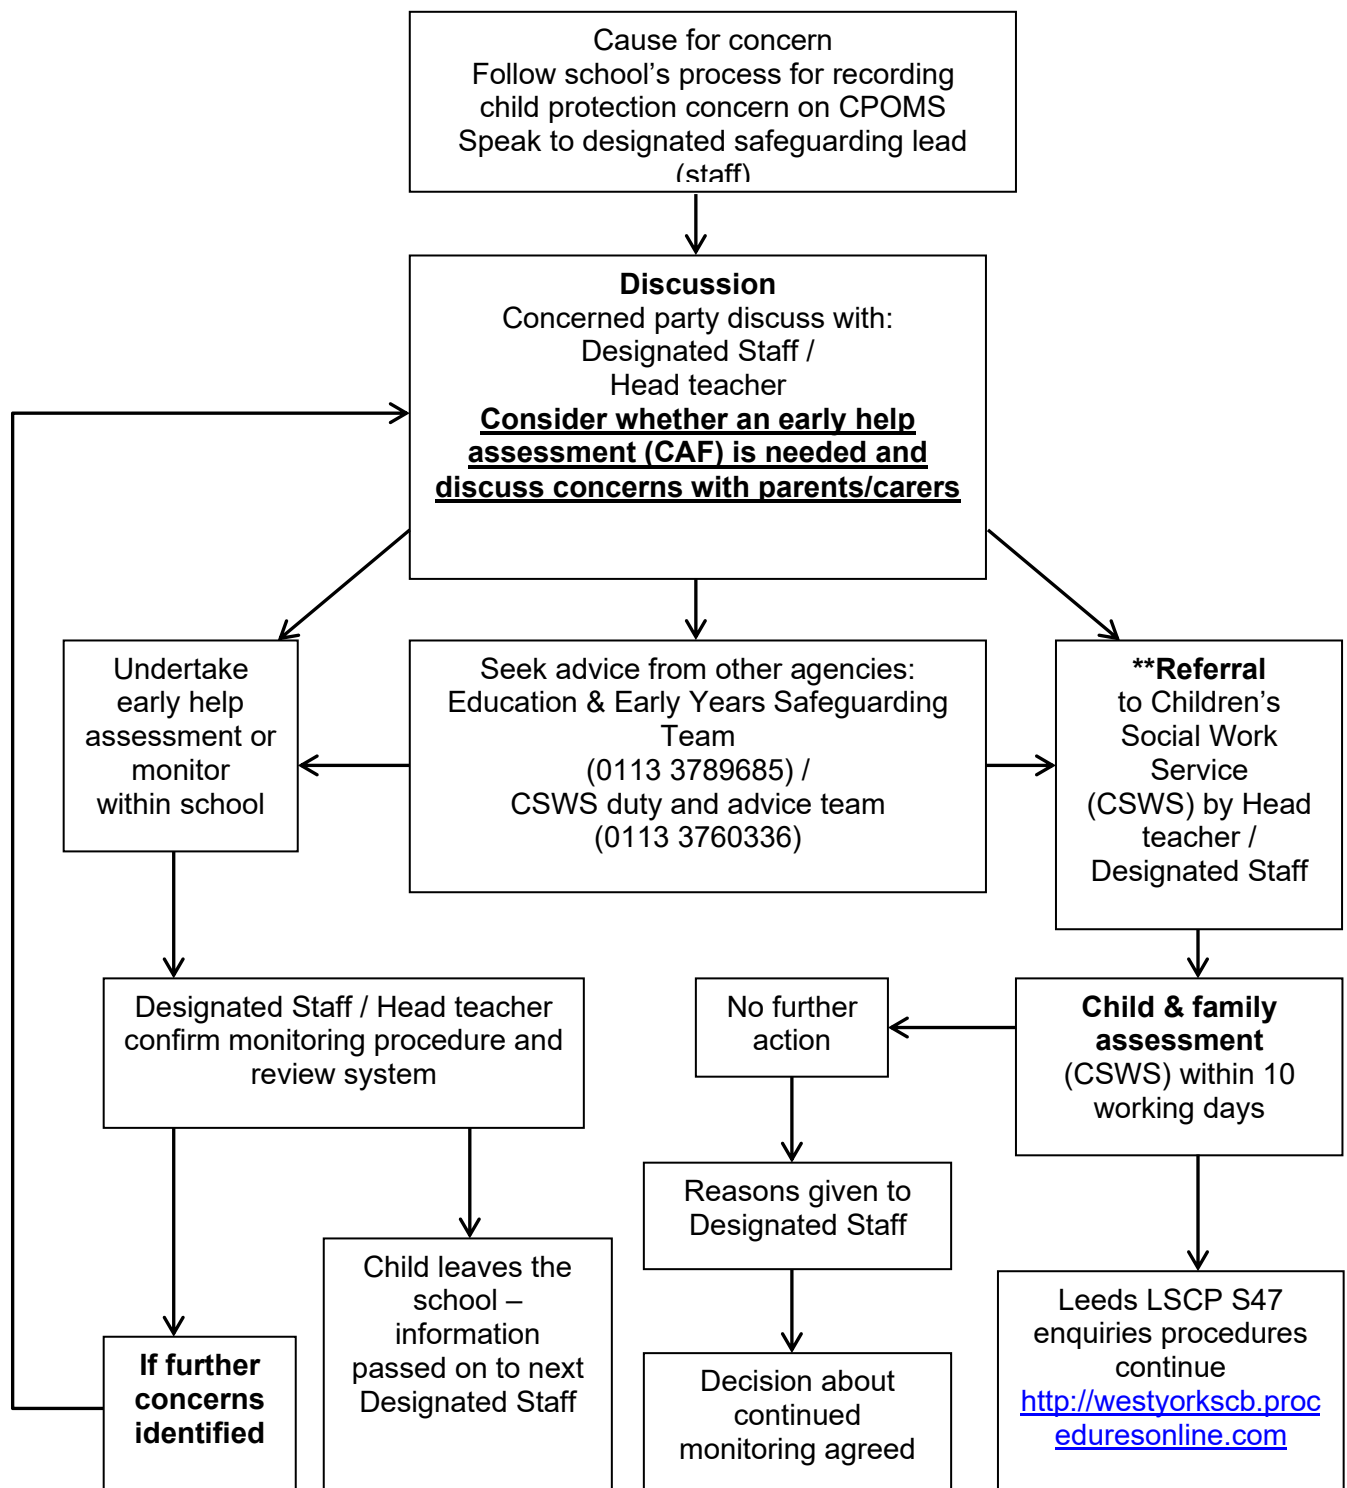 Cause for concern
Follow school’s process for recording
child protection concern on CPOMS
Speak to designated safeguarding lead
(staff)
Discussion
Concerned party discuss with:
Designated Staff /
Head teacher
Consider whether an early help
assessment (CAF) is needed and
discuss concerns with parents/carers
Undertake
early help
assessment or
monitor
within school
Seek advice from other agencies:
Education & Early Years Safeguarding
Team
(0113 3789685) /
CSWS duty and advice team
(0113 3760336)
**Referral
to Children’s
Social Work
Service
(CSWS) by Head
teacher /
Designated Staff
Designated Staff / Head teacher
confirm monitoring procedure and
review system
No further
action
Child & family
assessment
(CSWS) within 10
working days
Reasons given to
Designated Staff
Child leaves the
school –
information
passed on to next
Designated Staff
Leeds LSCP S47
enquiries procedures
continue
http://westyorkscb.proc
eduresonline.com
If further
concerns
identified
Decision about
continued
monitoring agreed